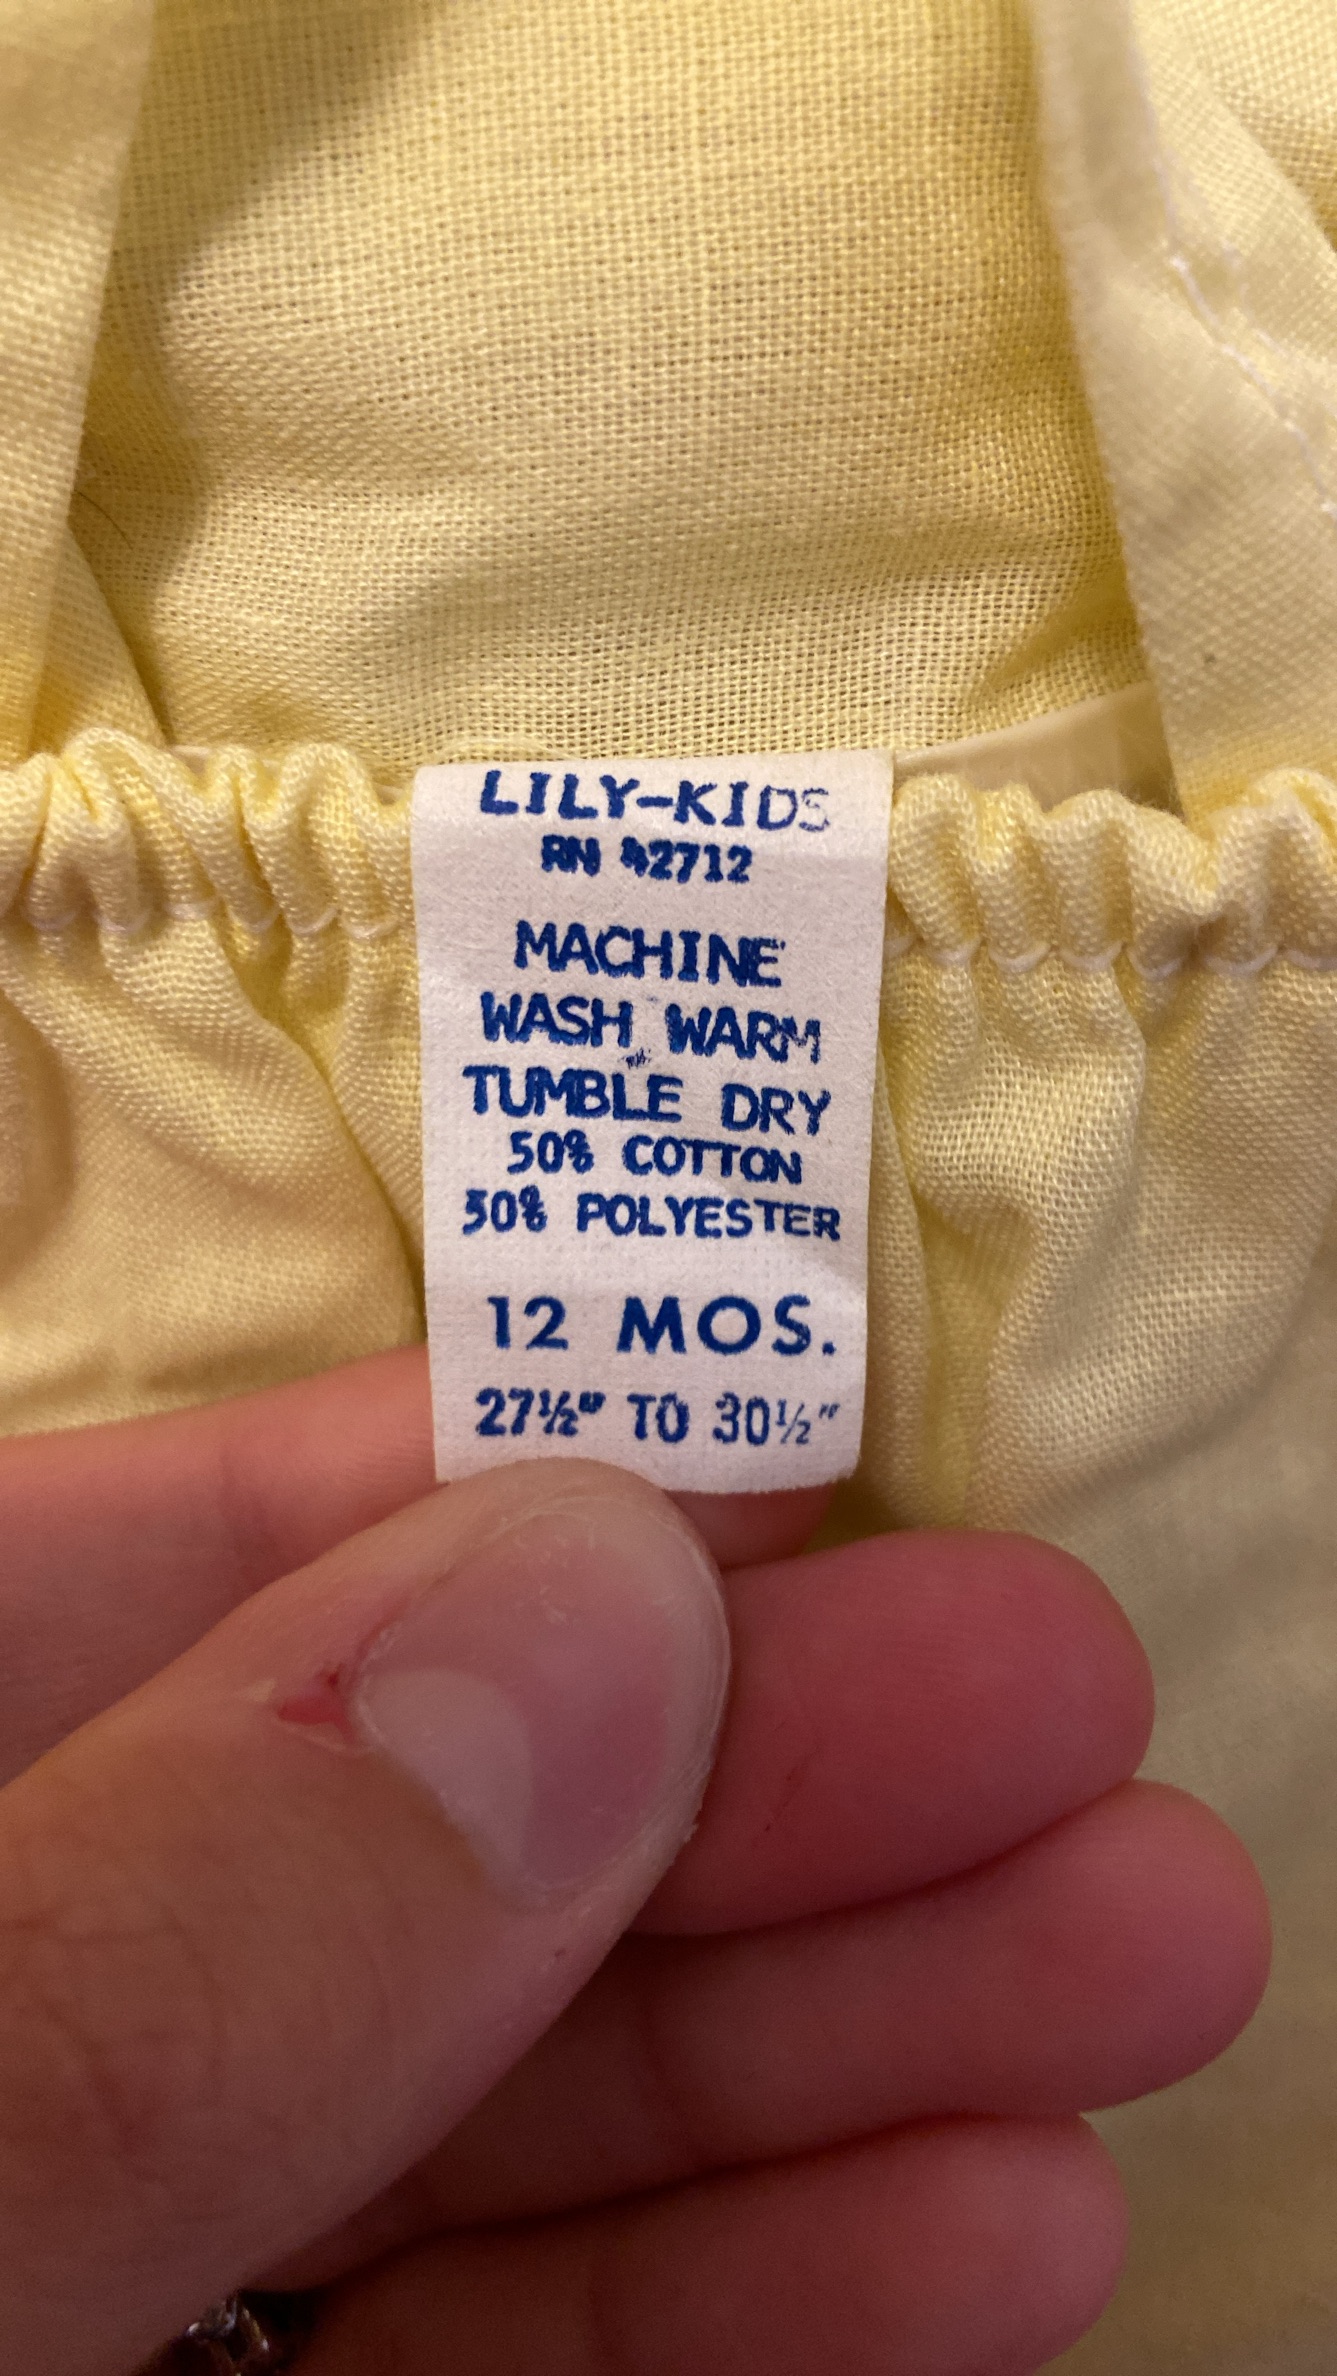 LILY-KIDS
RN 42712
MACHINE
WASH WARM
TUMBLE DRY
50% COTTON
50% POLYESTER
12 MOS.
27½" TO 30½"